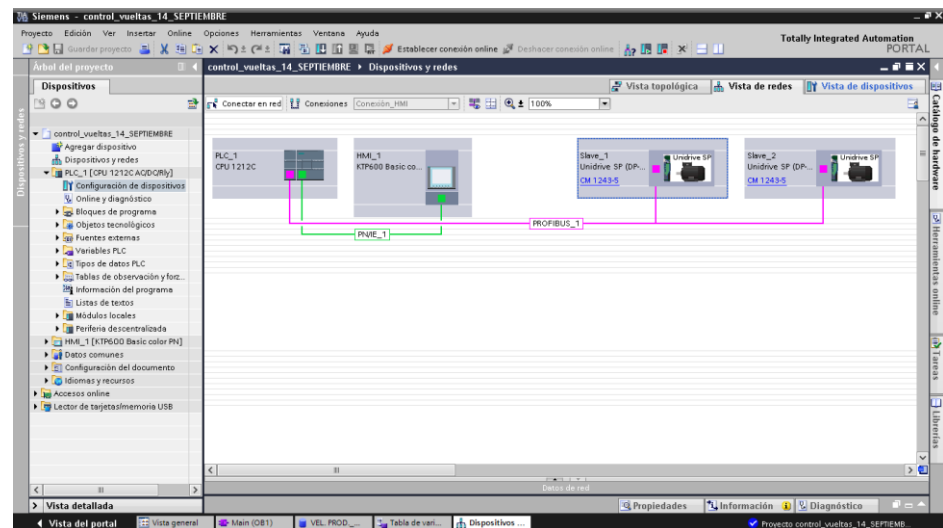 Siemens - control_vueltas_14_SEPTIEMBRE
Proyecto Edición Ver Insertar Online Opciones Herramientas Ventana Ayuda
Guardar proyecto Establecer conexión online Deshacer conexión online
Totally Integrated Automation
PORTAL
Árbol del proyecto
control_vueltas_14_SEPTIEMBRE Dispositivos y redes
Dispositivos
Vista topológica Vista de redes Vista de dispositivos
Conectar en red Conexiones Conexión_HMI 100%
control_vueltas_14_SEPTIEMBRE
Agregar dispositivo
Dispositivos y redes
PLC_1 [CPU 1212C AC/DC/Rly]
Configuración de dispositivos
Online y diagnóstico
Bloques de programa
Objetos tecnológicos
Fuentes externas
Variables PLC
Tipos de datos PLC
Tablas de observación y forz...
Información del programa
Listas de textos
Módulos locales
Periferia descentralizada
HMI_1 [KTP600 Basic color PN]
Datos comunes
Configuración del documento
Idiomas y recursos
Accesos online
Lector de tarjetas/memoria USB
PLC_1
CPU 1212C
HMI_1
KTP600 Basic co...
Slave_1
Unidrive SP (DP-...
CM 1243-5
Unidrive SP
Slave_2
Unidrive SP (DP-...
CM 1243-5
Unidrive SP
PROFIBUS_1
PN/IE_1
Dispositivos y redes
Catálogo de hardware
Herramientas online
Tareas
Librerías
Datos de red
Vista detallada
Propiedades Información Diagnóstico
Vista del portal Vista general Main (OB1) VEL. PROD._... Tabla de vari... Dispositivos ...
Proyecto control_vueltas_14_SEPTIEMB...